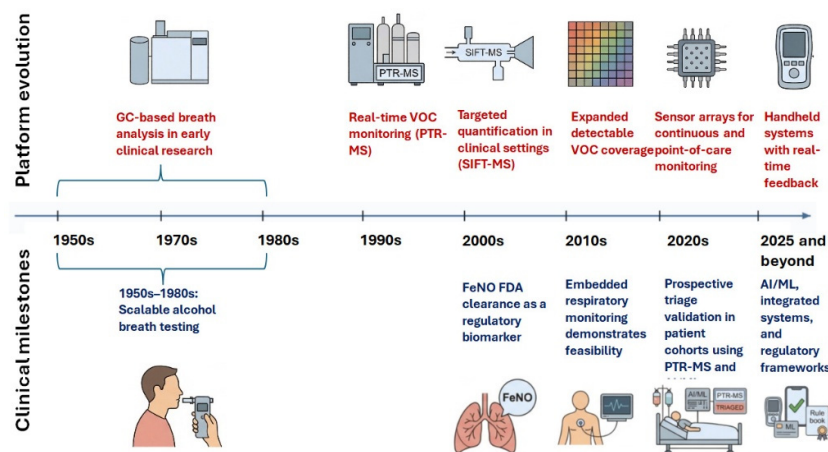 Platform evolution
PTR-MS
SIFT-MS
GC-based breath
analysis in early
clinical research
Real-time VOC
monitoring (PTR-
MS)
Targeted
quantification in
clinical settings
(SIFT-MS)
Expanded
detectable
VOC coverage
Sensor arrays for
continuous and
point-of-care
monitoring
Handheld
systems with
real-time
feedback
1950s
1970s
1980s
1990s
2000s
2010s
2020s
2025 and
beyond
Clinical milestones
1950s–1980s:
Scalable alcohol
breath testing
FeNO FDA
clearance as a
regulatory
biomarker
Embedded
respiratory
monitoring
demonstrates
feasibility
Prospective
triage
validation in
patient
cohorts using
PTR-MS and
AI/ML,
integrated
systems,
and
regulatory
frameworks
FeNO
AI/ML
PTR-MS
TRIAGED
ML
Rule
book